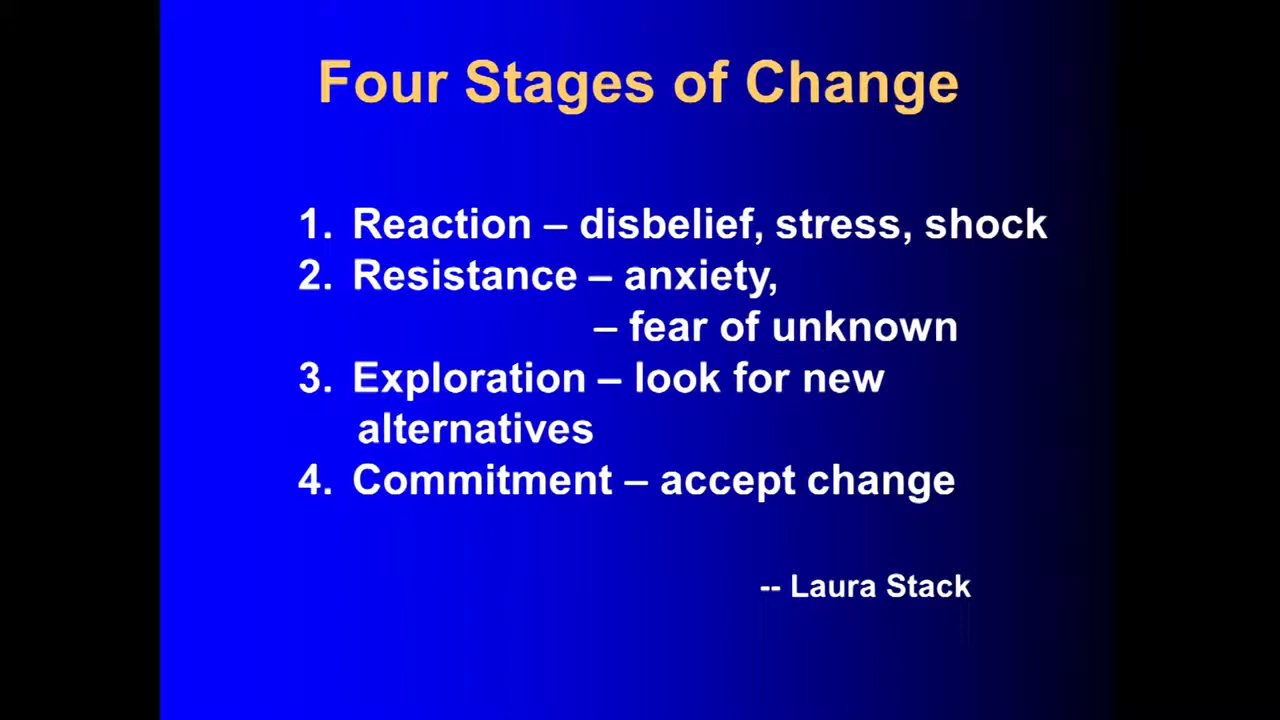 Four Stages of Change
1. Reaction – disbelief, stress, shock
2. Resistance – anxiety,
– fear of unknown
3. Exploration – look for new
alternatives
4. Commitment – accept change
-- Laura Stack